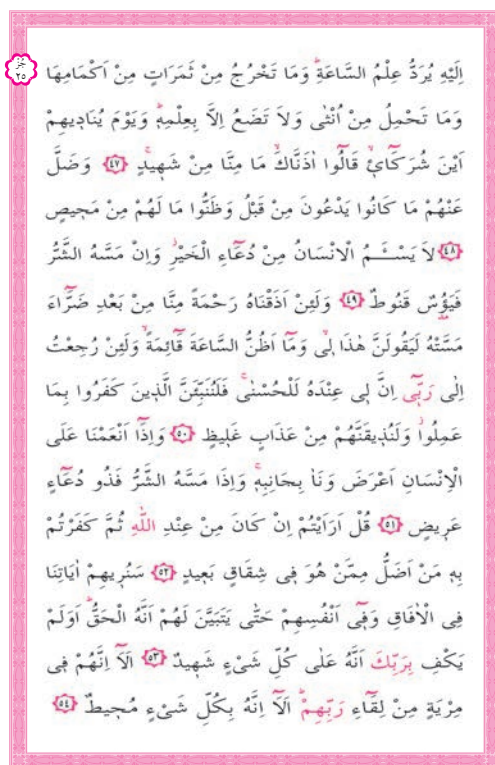 جُزْءْ
٢٥
اِلَيْهِ يُرَدُّ عِلْمُ السَّاعَةِۜ وَمَا تَخْرُجُ مِنْ ثَمَرَاتٍ مِنْ اَكْمَامِهَا
وَمَا تَحْمِلُ مِنْ اُنْثٰى وَلَا تَضَعُ اِلَّا بِعِلْمِه۪ۜ وَيَوْمَ يُنَاد۪يهِمْ
اَيْنَ شُرَكَٓاء۪يۙ قَالُٓوا اٰذَنَّاكَۙ مَا مِنَّا مِنْ شَه۪يدٍۚ ﴿٤٧﴾ وَضَلَّ
عَنْهُمْ مَا كَانُوا يَدْعُونَ مِنْ قَبْلُ وَظَنُّوا مَا لَهُمْ مِنْ مَح۪يصٍ
﴿٤٨﴾ لَا يَسْـَٔمُ الْاِنْسَانُ مِنْ دُعَٓاءِ الْخَيْرِۘ وَاِنْ مَسَّهُ الشَّرُّ
فَيَؤُ۫سٌ قَنُوطٌ ﴿٤٩﴾ وَلَئِنْ اَذَقْنَاهُ رَحْمَةً مِنَّا مِنْ بَعْدِ ضَرَّٓاءَ
مَسَّتْهُ لَيَقُولَنَّ هٰذَا ل۪يۙ وَمَٓا اَظُنُّ السَّاعَةَ قَٓائِمَةًۙ وَلَئِنْ رُجِعْتُ
اِلٰى رَبّ۪ٓي اِنَّ ل۪ي عِنْدَهُ لَلْحُسْنٰىۚ فَلَنُنَبِّئَنَّ الَّذ۪ينَ كَفَرُوا بِمَا
عَمِلُواۘ وَلَنُذ۪يقَنَّهُمْ مِنْ عَذَابٍ غَل۪يظٍ ﴿٥٠﴾ وَاِذَٓا اَنْعَمْنَا عَلَى
الْاِنْسَانِ اَعْرَضَ وَنَاٰ بِجَانِبِه۪ۚ وَاِذَا مَسَّهُ الشَّرُّ فَذُو دُعَٓاءٍ
عَر۪يضٍ ﴿٥١﴾ قُلْ اَرَاَيْتُمْ اِنْ كَانَ مِنْ عِنْدِ اللّٰهِ ثُمَّ كَفَرْتُمْ
بِه۪ مَنْ اَضَلُّ مِمَّنْ هُوَ ف۪ي شِقَاقٍ بَع۪يدٍ ﴿٥٢﴾ سَنُر۪يهِمْ اٰيَاتِنَا
فِي الْاٰفَاقِ وَف۪ٓي اَنْفُسِهِمْ حَتّٰى يَتَبَيَّنَ لَهُمْ اَنَّهُ الْحَقُّۜ اَوَلَمْ
يَكْفِ بِرَبِّكَ اَنَّهُ عَلٰى كُلِّ شَيْءٍ شَه۪يدٌ ﴿٥٣﴾ اَلَٓا اِنَّهُمْ ف۪ي
مِرْيَةٍ مِنْ لِقَٓاءِ رَبِّهِمْۜ اَلَٓا اِنَّهُ بِكُلِّ شَيْءٍ مُح۪يطٌ ﴿٥٤﴾